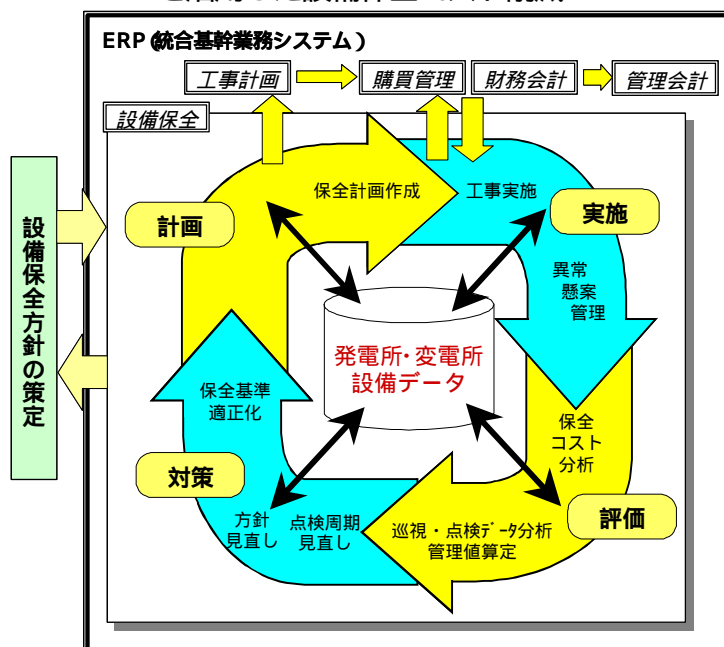 ERP(統合基幹業務システム)
工事計画
購買管理
財務会計
管理会計
設備保全
設備保全方針の策定
保全計画作成
工事実施
計画
実施
異常
懸案
管理
発電所・変電所
設備データ
保全基準
適正化
保全
コスト
分析
対策
評価
方針
見直し
点検周期
見直し
巡視・点検データ分析
管理値算定